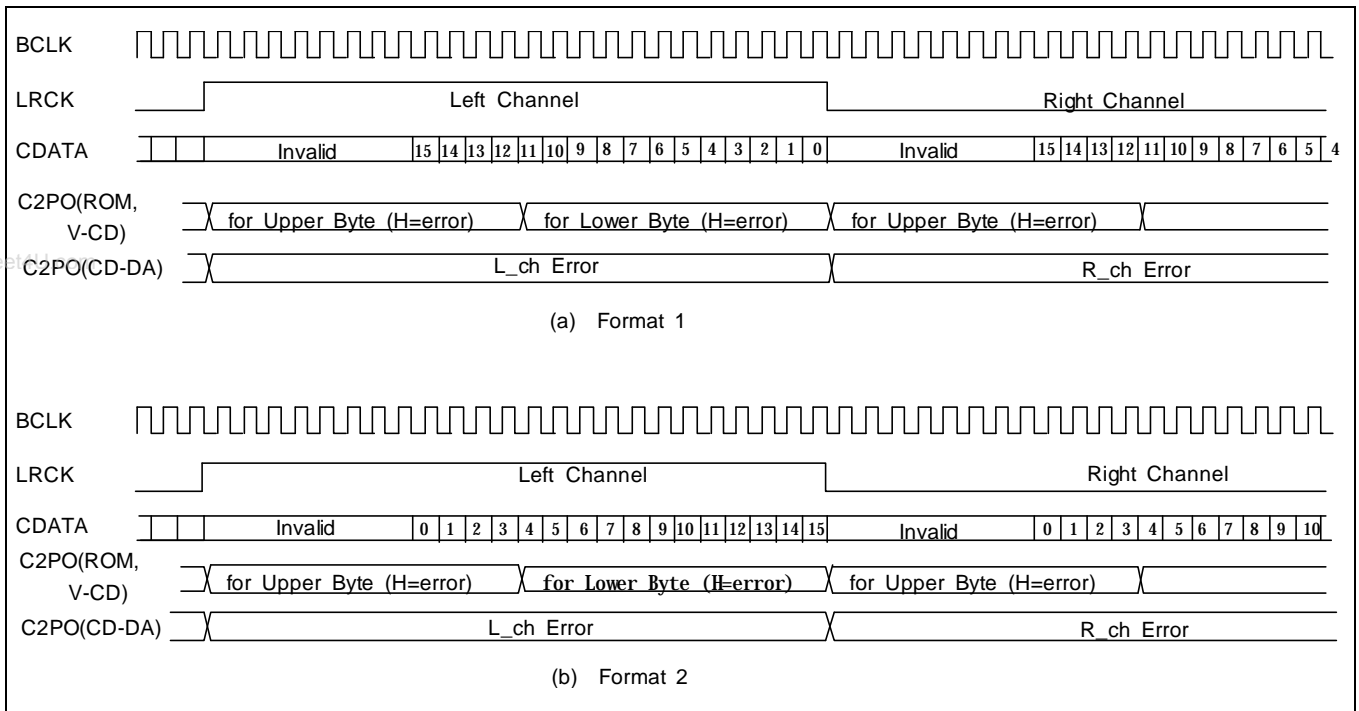 BCLK
LRCK Left Channel Right Channel
CDATA Invalid 15 14 13 12 11 10 9 8 7 6 5 4 3 2 1 0 Invalid 15 14 13 12 11 10 9 8 7 6 5 4
C2PO(ROM,
V-CD) for Upper Byte (H=error) for Lower Byte (H=error) for Upper Byte (H=error)
C2PO(CD-DA) L_ch Error R_ch Error
(a) Format 1
BCLK
LRCK Left Channel Right Channel
CDATA Invalid 0 1 2 3 4 5 6 7 8 9 10 11 12 13 14 15 Invalid 0 1 2 3 4 5 6 7 8 9 10
C2PO(ROM,
V-CD) for Upper Byte (H=error) for Lower Byte (H=error) for Upper Byte (H=error)
C2PO(CD-DA) L_ch Error R_ch Error
(b) Format 2